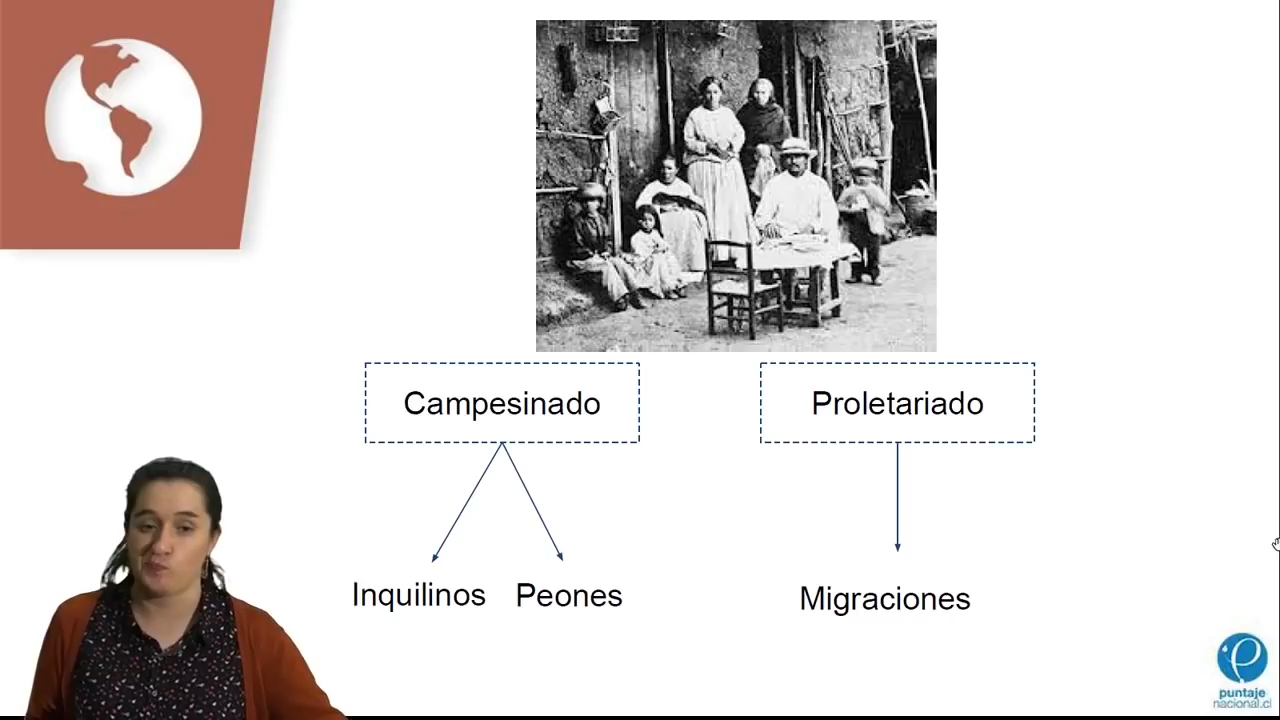 Campesinado
Proletariado
Inquilinos
Peones
Migraciones
puntaje
nacional.cl